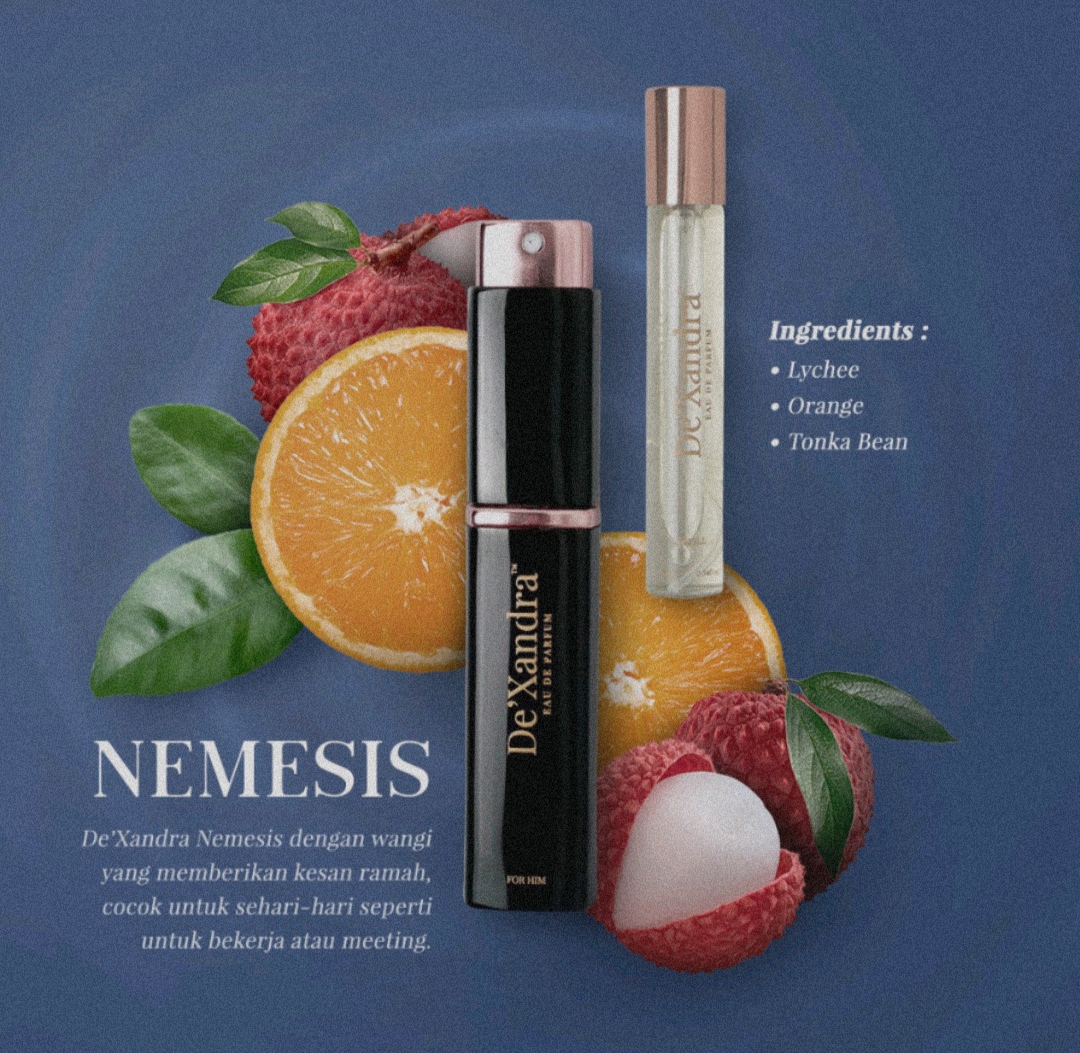 De'Xandra
EAU DE PARFUM
Ingredients :
• Lychee
• Orange
• Tonka Bean
De'Xandra™
EAU DE PARFUM
FOR HIM
NEMESIS
De'Xandra Nemesis dengan wangi
yang memberikan kesan ramah,
cocok untuk sehari-hari seperti
untuk bekerja atau meeting.